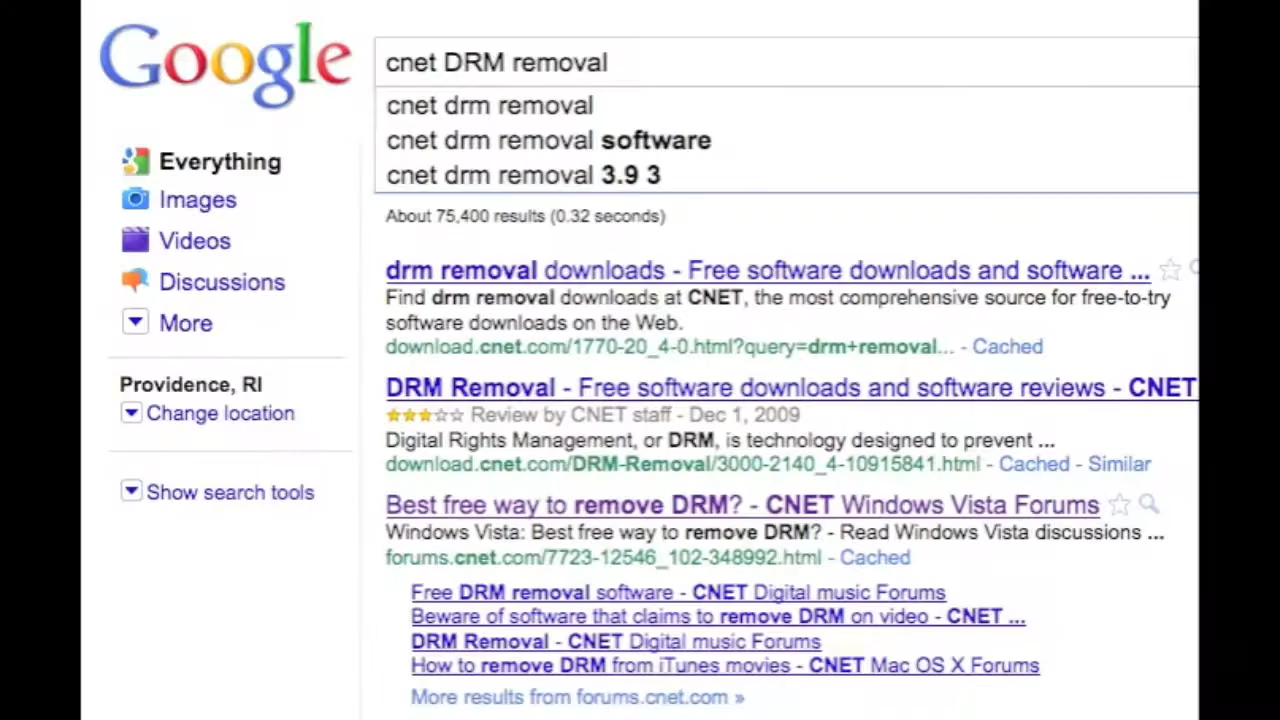 Google
cnet DRM removal
cnet drm removal
cnet drm removal software
cnet drm removal 3.9 3
Everything
Images
Videos
Discussions
More
Providence, RI
Change location
Show search tools
About 75,400 results (0.32 seconds)
drm removal downloads - Free software downloads and software ...
Find drm removal downloads at CNET, the most comprehensive source for free-to-try
software downloads on the Web.
download.cnet.com/1770-20_4-0.html?query=drm+removal... - Cached
DRM Removal - Free software downloads and software reviews - CNET
Review by CNET staff - Dec 1, 2009
Digital Rights Management, or DRM, is technology designed to prevent ...
download.cnet.com/DRM-Removal/3000-2140_4-10915841.html - Cached - Similar
Best free way to remove DRM? - CNET Windows Vista Forums
Windows Vista: Best free way to remove DRM? - Read Windows Vista discussions ...
forums.cnet.com/7723-12546_102-348992.html - Cached
Free DRM removal software - CNET Digital music Forums
Beware of software that claims to remove DRM on video - CNET ...
DRM Removal - CNET Digital music Forums
How to remove DRM from iTunes movies - CNET Mac OS X Forums
More results from forums.cnet.com »